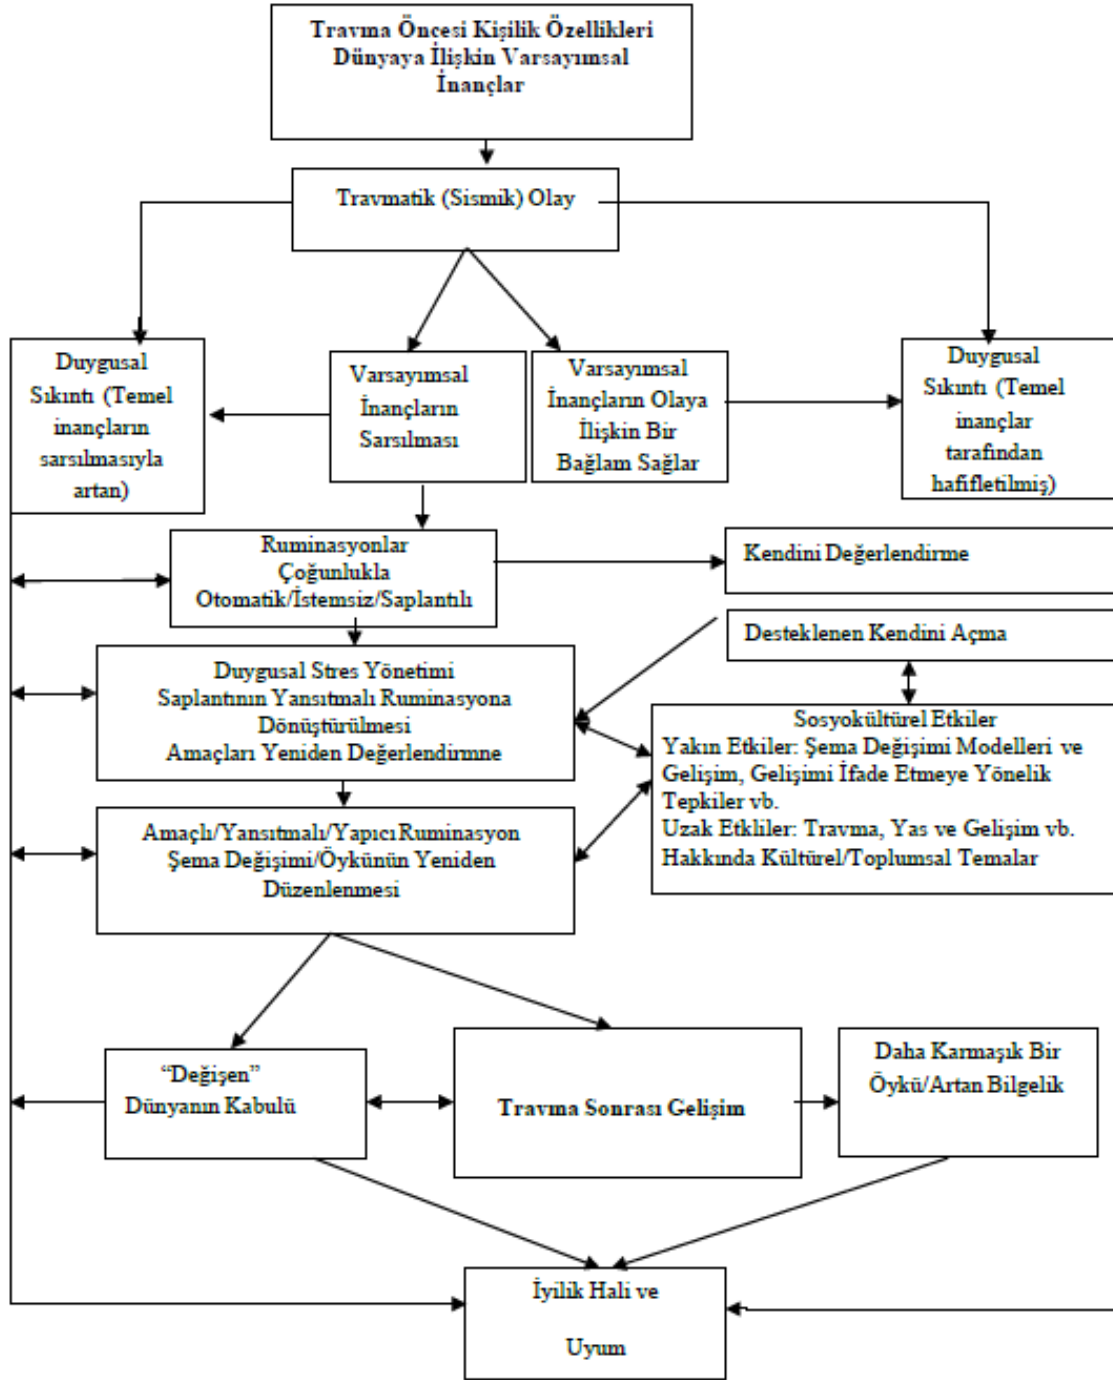 Travma Öncesi Kişilik Özellikleri
Dünyaya İlişkin Varsayımsal
İnançlar
Travmatik (Sismik) Olay
Duygusal
Sıkıntı (Temel
inançların
sarsılmasıyla
artan)
Varsayımsal
İnançların
Sarsılması
Varsayımsal
İnançların Olaya
İlişkin Bir
Bağlam Sağlar
Duygusal
Sıkıntı (Temel
inançlar
tarafından
hafifletilmiş)
Ruminasyonlar
Çoğunlukla
Otomatik/İstemsiz/Saplantılı
Kendini Değerlendirme
Desteklenen Kendini Açma
Duygusal Stres Yönetimi
Saplantının Yansıtmalı Ruminasyona
Dönüştürülmesi
Amaçları Yeniden Değerlendirmne
Sosyokültürel Etkiler
Yakın Etkiler: Şema Değişimi Modelleri ve
Gelişim, Gelişimi İfade Etmeye Yönelik
Tepkiler vb.
Uzak Etkliler: Travma, Yas ve Gelişim vb.
Hakkında Kültürel/Toplumsal Temalar
Amaçlı/Yansıtmalı/Yapıcı Ruminasyon
Şema Değişimi/Öykünün Yeniden
Düzenlenmesi
“Değişen”
Dünyanın Kabulü
Travma Sonrası Gelişim
Daha Karmaşık Bir
Öykü/Artan Bilgelik
İyilik Hali ve
Uyum